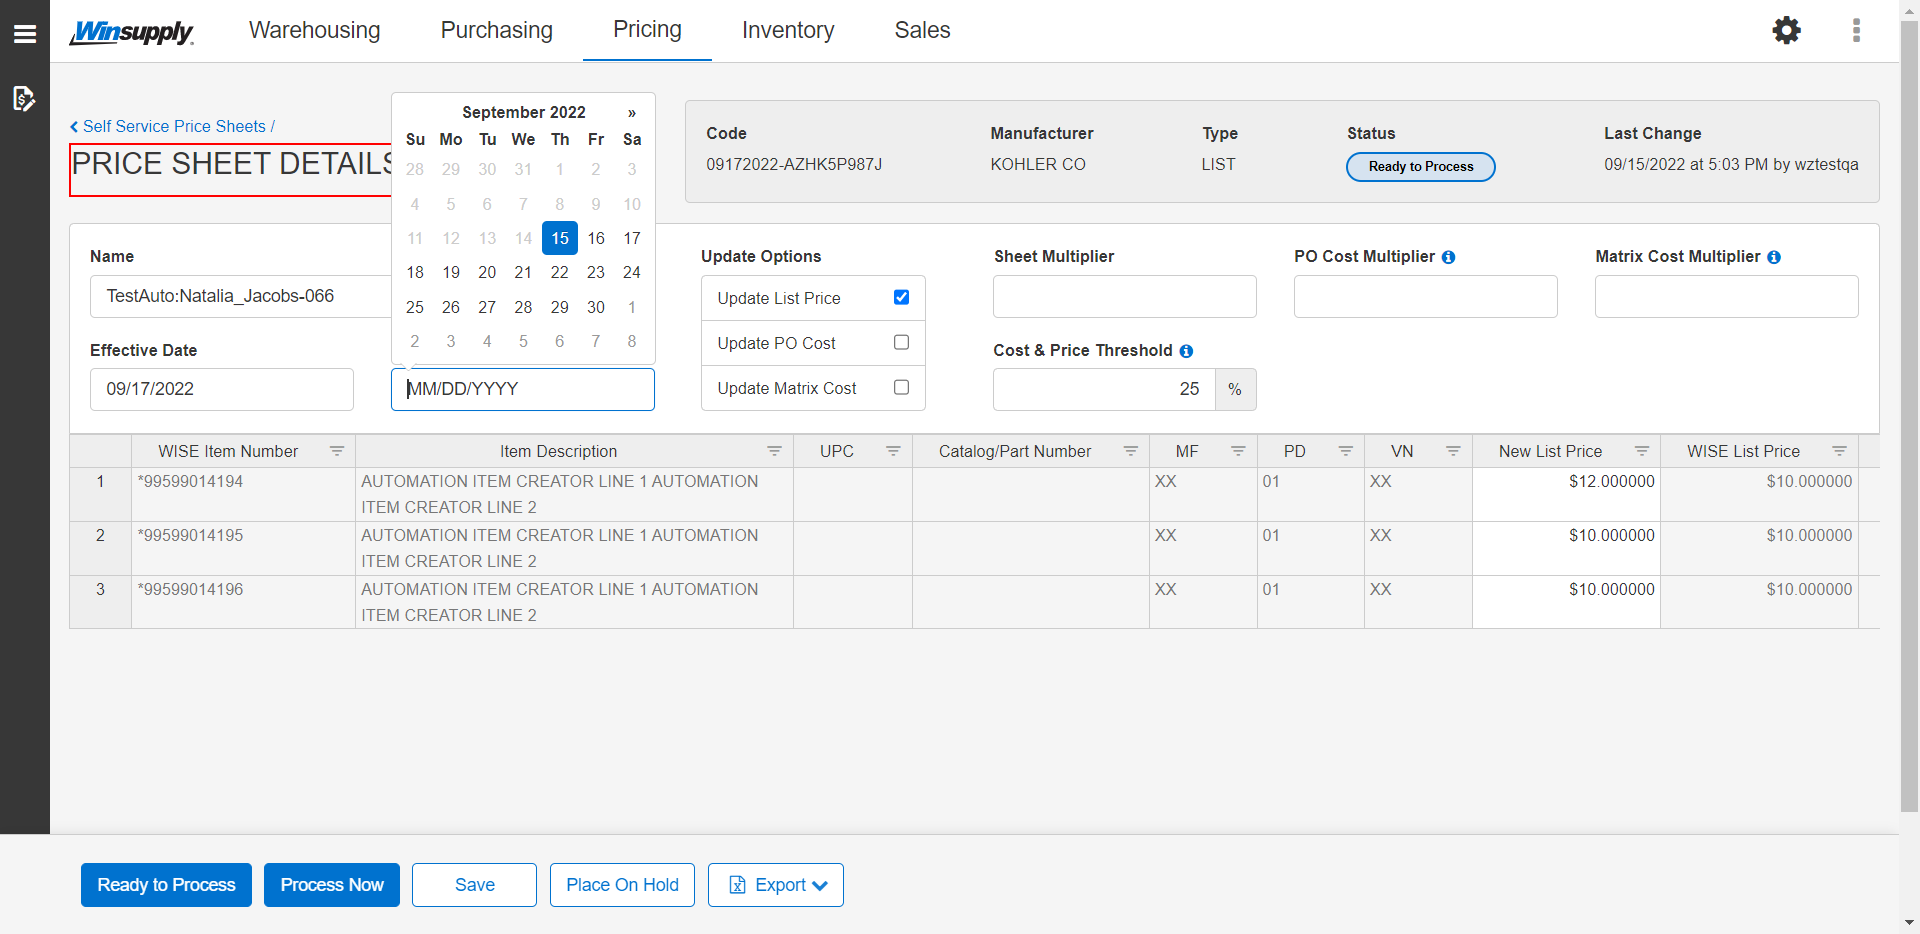 Winsupply
Warehousing
Purchasing
Pricing
Inventory
Sales
Self Service Price Sheets /
PRICE SHEET DETAILS
September 2022 »
Su Mo Tu We Th Fr Sa
28 29 30 31 1 2 3
4 5 6 7 8 9 10
11 12 13 14 15 16 17
18 19 20 21 22 23 24
25 26 27 28 29 30 1
2 3 4 5 6 7 8
Code Manufacturer Type Status Last Change
09172022-AZHK5P987J KOHLER CO LIST Ready to Process 09/15/2022 at 5:03 PM by wztestqa
Name
TestAuto:Natalia_Jacobs-066
Effective Date
09/17/2022
MM/DD/YYYY
Update Options
Update List Price
Update PO Cost
Update Matrix Cost
Sheet Multiplier
PO Cost Multiplier
Matrix Cost Multiplier
Cost & Price Threshold
25 %
WISE Item Number Item Description UPC Catalog/Part Number MF PD VN New List Price WISE List Price
1 *99599014194 AUTOMATION ITEM CREATOR LINE 1 AUTOMATION XX 01 XX $12.000000 $10.000000
ITEM CREATOR LINE 2
2 *99599014195 AUTOMATION ITEM CREATOR LINE 1 AUTOMATION XX 01 XX $10.000000 $10.000000
ITEM CREATOR LINE 2
3 *99599014196 AUTOMATION ITEM CREATOR LINE 1 AUTOMATION XX 01 XX $10.000000 $10.000000
ITEM CREATOR LINE 2
Ready to Process
Process Now
Save
Place On Hold
Export